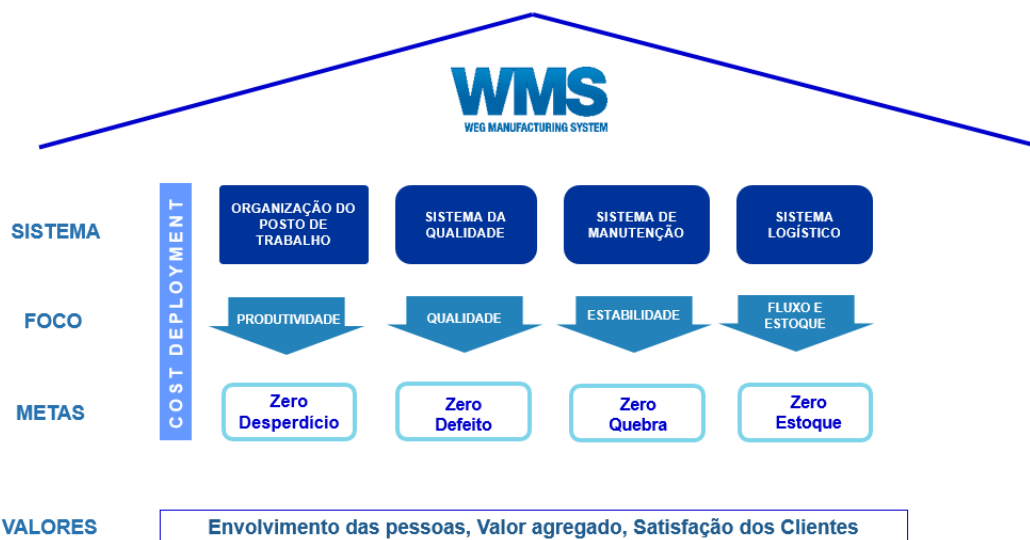 WMS
WEG MANUFACTURING SYSTEM
COST DEPLOYMENT
SISTEMA
ORGANIZAÇÃO DO
POSTO DE
TRABALHO
SISTEMA DA
QUALIDADE
SISTEMA DE
MANUTENÇÃO
SISTEMA
LOGÍSTICO
FOCO
PRODUTIVIDADE
QUALIDADE
ESTABILIDADE
FLUXO E
ESTOQUE
METAS
Zero
Desperdício
Zero
Defeito
Zero
Quebra
Zero
Estoque
VALORES
Envolvimento das pessoas, Valor agregado, Satisfação dos Clientes